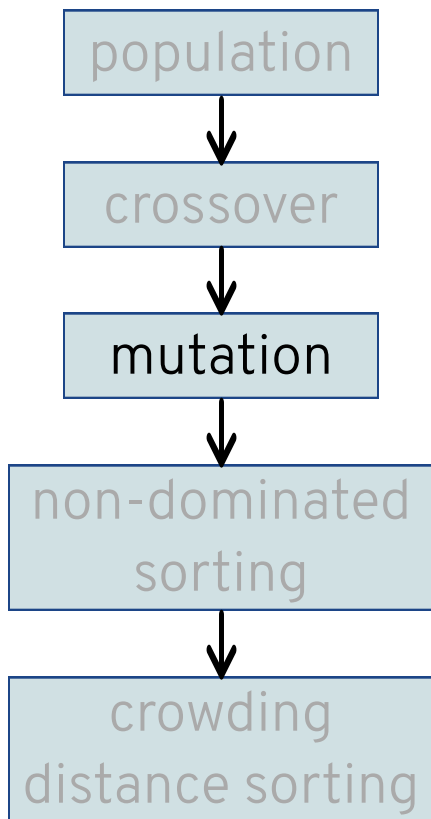 population
crossover
mutation
non-dominated
sorting
crowding
distance sorting